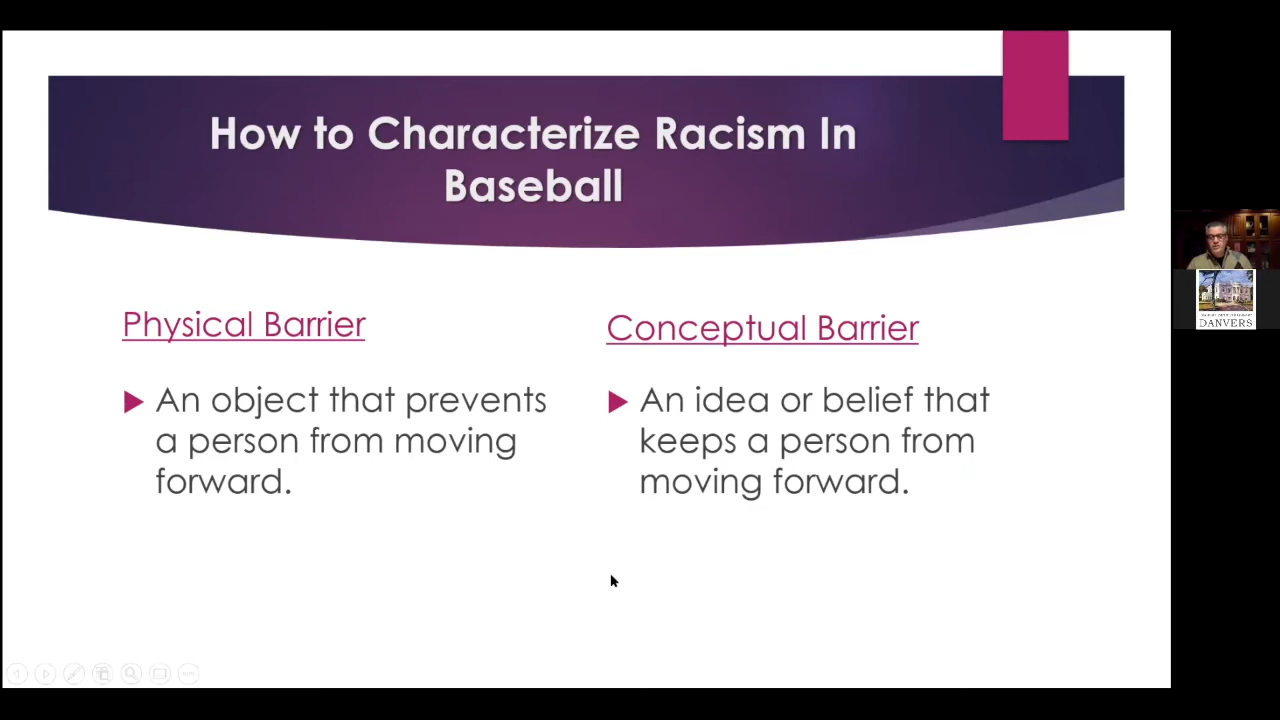 How to Characterize Racism In
Baseball
Physical Barrier
An object that prevents
a person from moving
forward.
Conceptual Barrier
An idea or belief that
keeps a person from
moving forward.
DANVERS